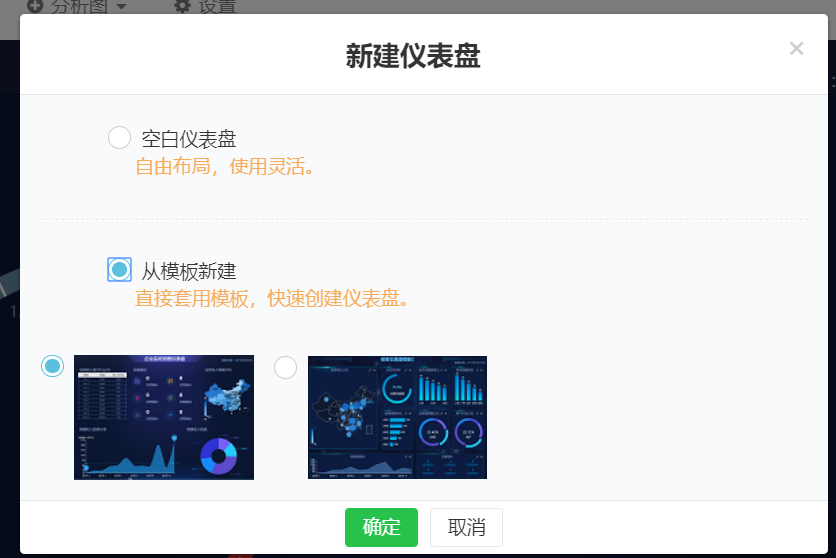 分析图
设置
新建仪表盘
×
空白仪表盘
自由布局，使用灵活。
从模板新建
直接套用模板，快速创建仪表盘。
确定
取消